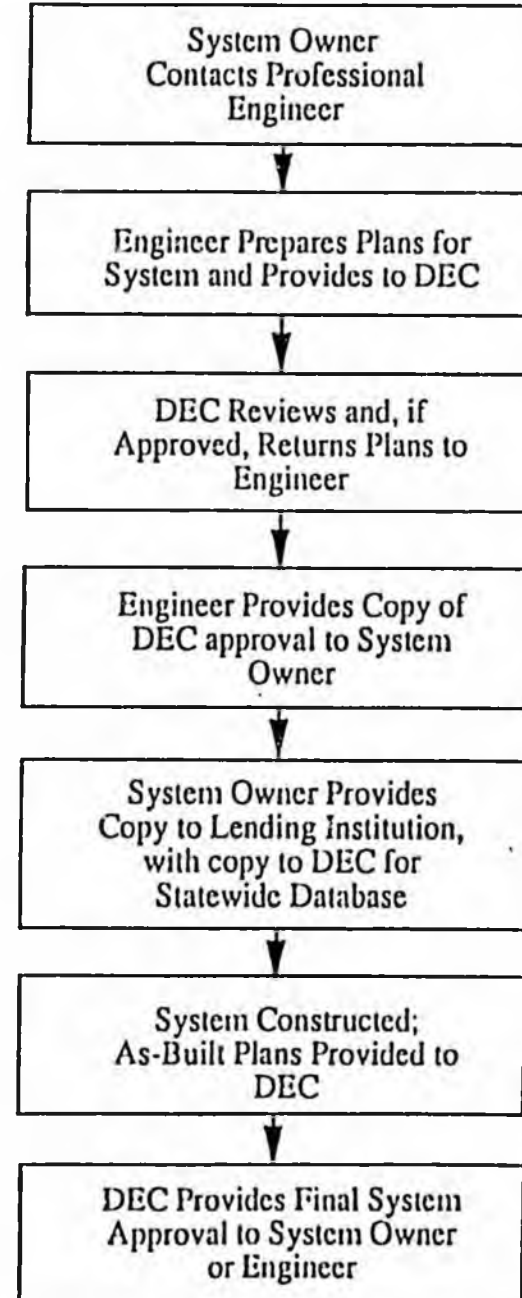 System Owner
Contacts Professional
Engineer
Engineer Prepares Plans for
System and Provides to DEC
DEC Reviews and, if
Approved, Returns Plans to
Engineer
Engineer Provides Copy of
DEC approval to System
Owner
System Owner Provides
Copy to Lending Institution,
with copy to DEC for
Statewide Database
System Constructed;
As-Built Plans Provided to
DEC
DEC Provides Final System
Approval to System Owner
or Engineer